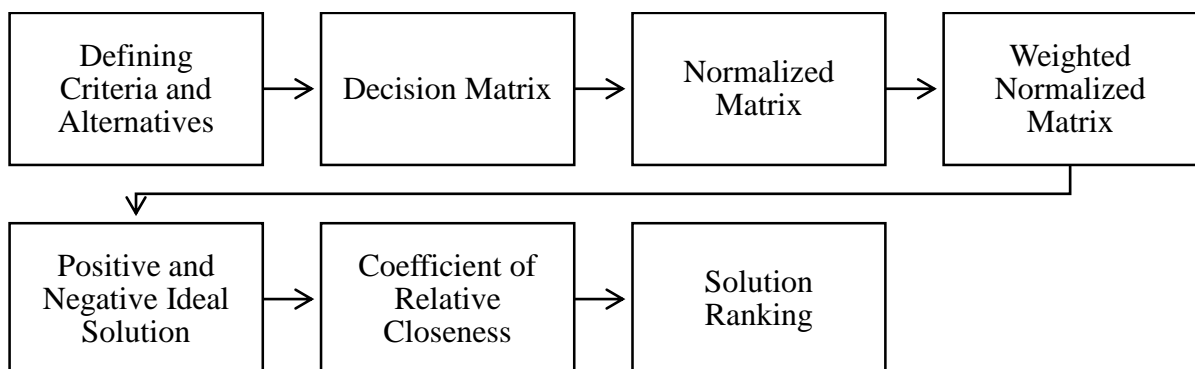 Defining
Criteria and
Alternatives
Decision Matrix
Normalized
Matrix
Weighted
Normalized
Matrix
Positive and
Negative Ideal
Solution
Coefficient of
Relative
Closeness
Solution
Ranking